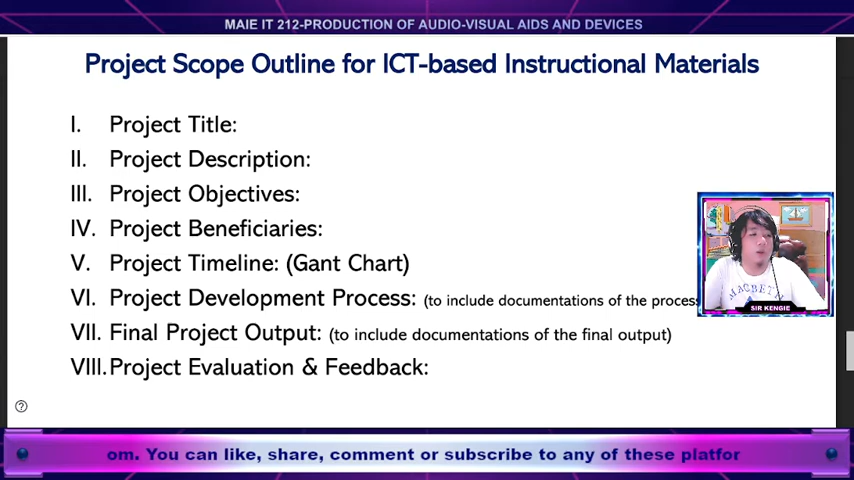 MAIE IT 212-PRODUCTION OF AUDIO-VISUAL AIDS AND DEVICES
Project Scope Outline for ICT-based Instructional Materials
I. Project Title:
II. Project Description:
III. Project Objectives:
IV. Project Beneficiaries:
V. Project Timeline: (Gant Chart)
VI. Project Development Process: (to include documentations of the process
VII. Final Project Output: (to include documentations of the final output)
VIII. Project Evaluation & Feedback:
MACBETH
SIR KENGIE
om. You can like, share, comment or subscribe to any of these platfor